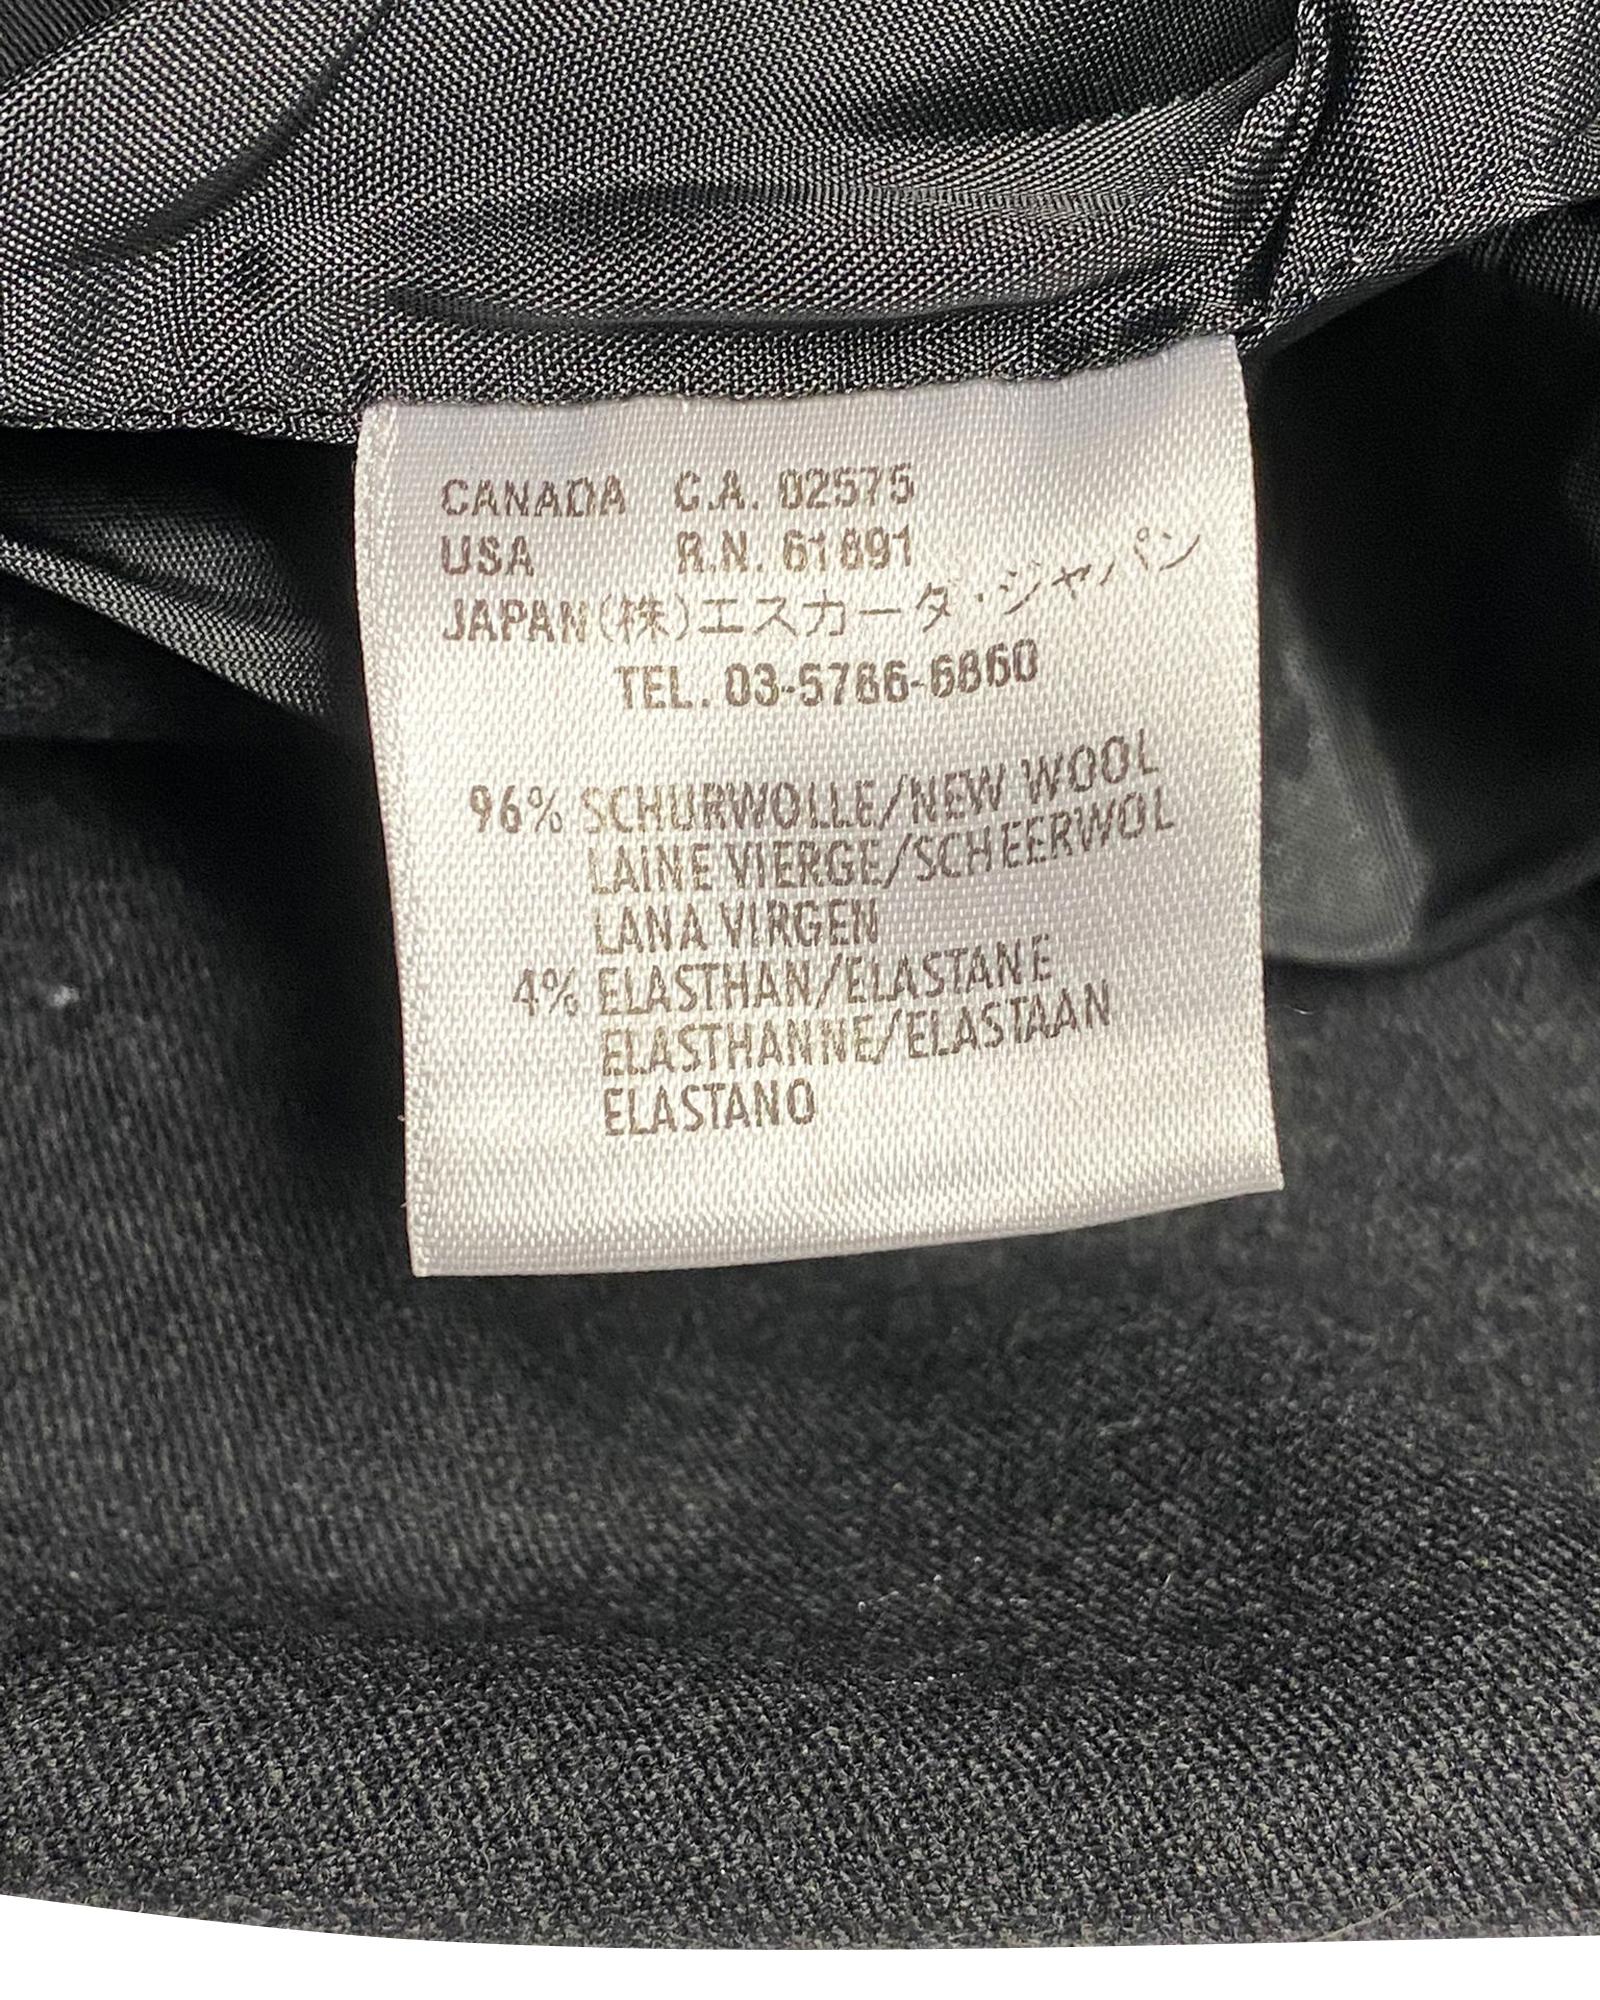 CANADA C.A. 02575
USA R.N. 61891
JAPAN(株)エスカーダ・ジャパン
TEL. 03-5786-6860
96% SCHURWOLLE/NEW WOOL
LAINE VIERGE/SCHEERWOL
LANA VIRGEN
4% ELASTHAN/ELASTANE
ELASTHANNE/ELASTAAN
ELASTANO